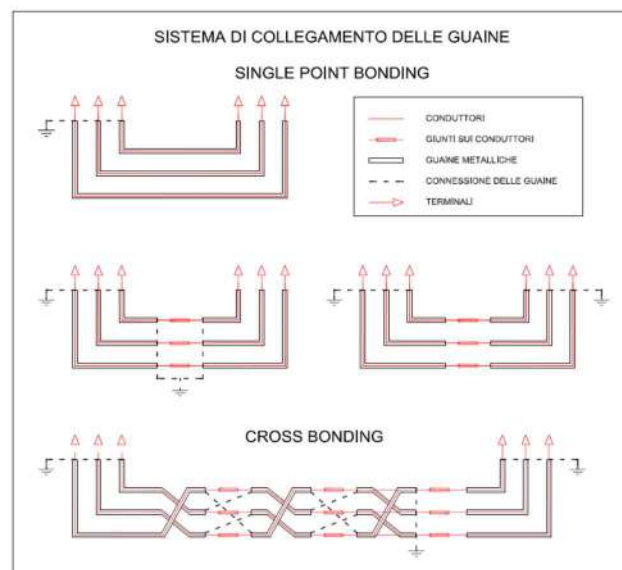 SISTEMA DI COLLEGAMENTO DELLE GUAINE
SINGLE POINT BONDING
CONDUTTORI
GIUNTI SUI CONDUTTORI
GUAINE METALLICHE
CONNESSIONE DELLE GUAINE
TERMINALI
CROSS BONDING